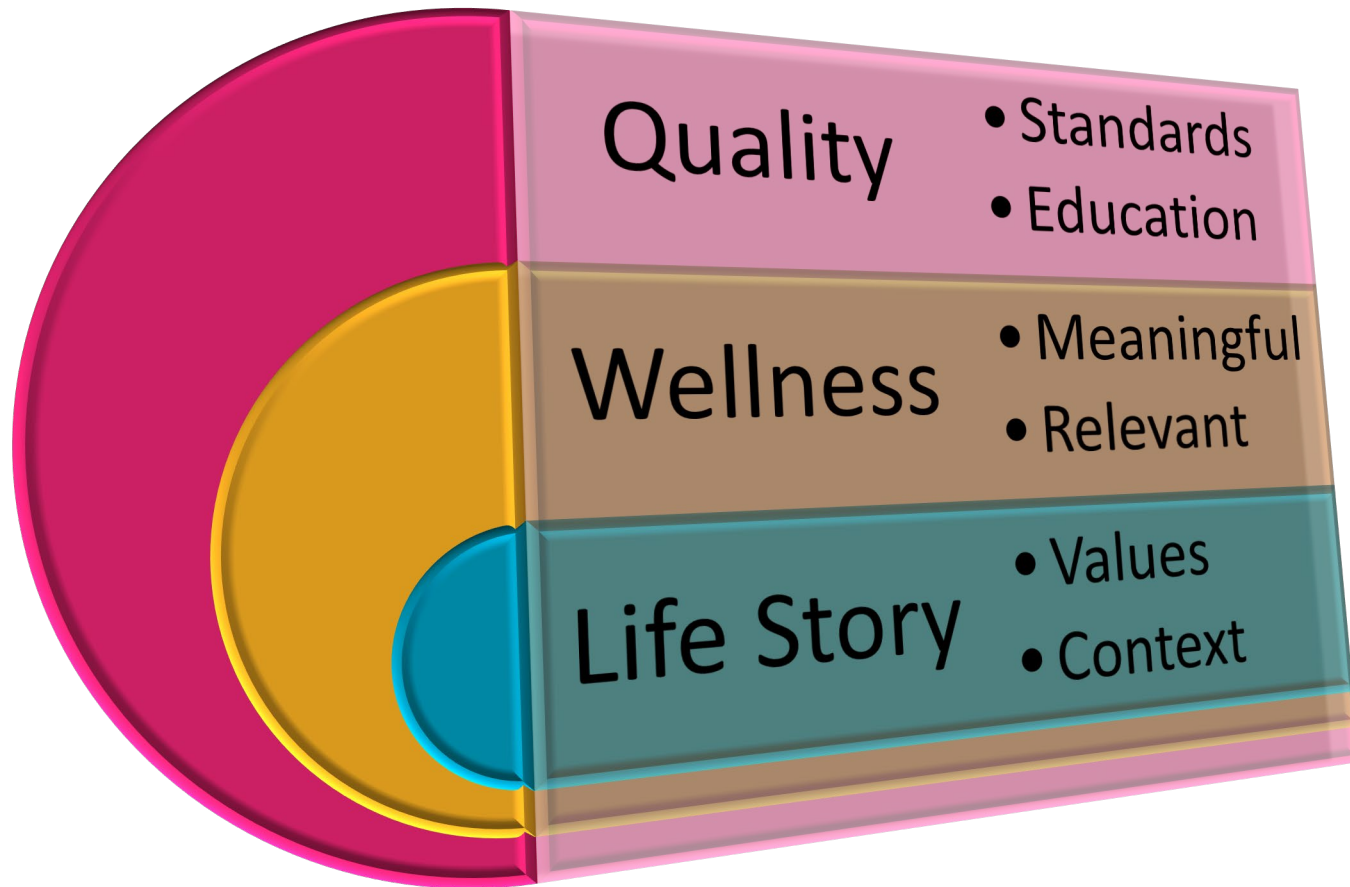 Quality
• Standards
• Education
Wellness
• Meaningful
• Relevant
Life Story
• Values
• Context